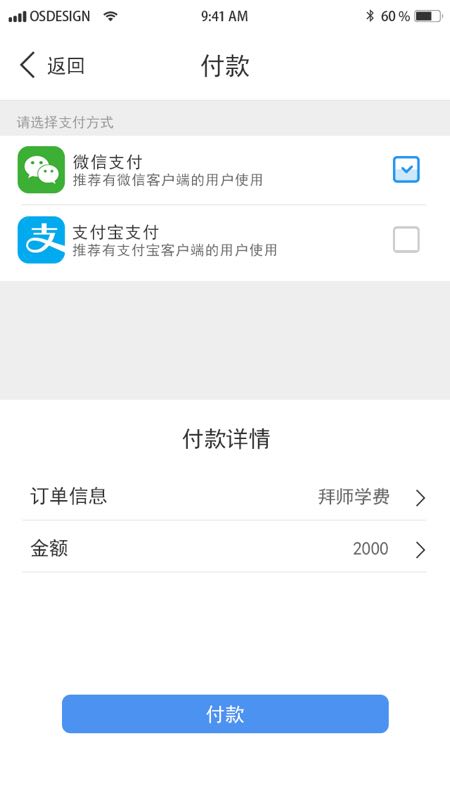 OSDESIGN 9:41 AM 60 %
返回 付款
请选择支付方式
微信支付
推荐有微信客户端的用户使用
支付宝支付
推荐有支付宝客户端的用户使用
付款详情
订单信息 拜师学费
金额 2000
付款